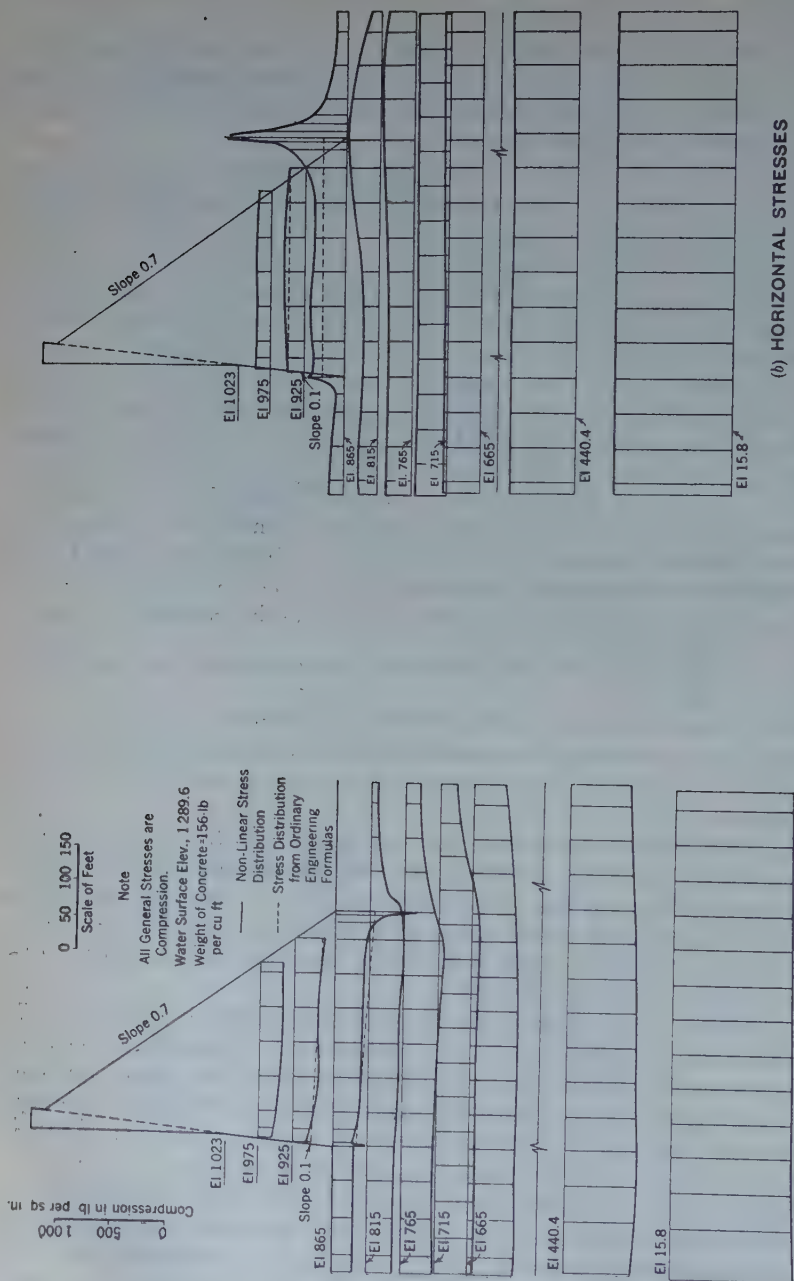 0 50 100 150
Scale of Feet
Note
All General Stresses are
Compression.
Water Surface Elev., 1 289.6
Weight of Concrete=156-lb
per cu ft
Non-Linear Stress
Distribution
Stress Distribution
from Ordinary
Engineering
Formulas
Compression in lb per sq in.
1 000
500
0
Slope 0.7
El 1 023
El 975
El 925
Slope 0.1
El 865
El 815
El 765
El 715
El 665
El 440.4
El 15.8
Slope 0.7
El 1 023
El 975
El 925
Slope 0.1
El 865
El 815
El. 765
El 715
El 665
El 440.4
El 15.8
(b) HORIZONTAL STRESSES